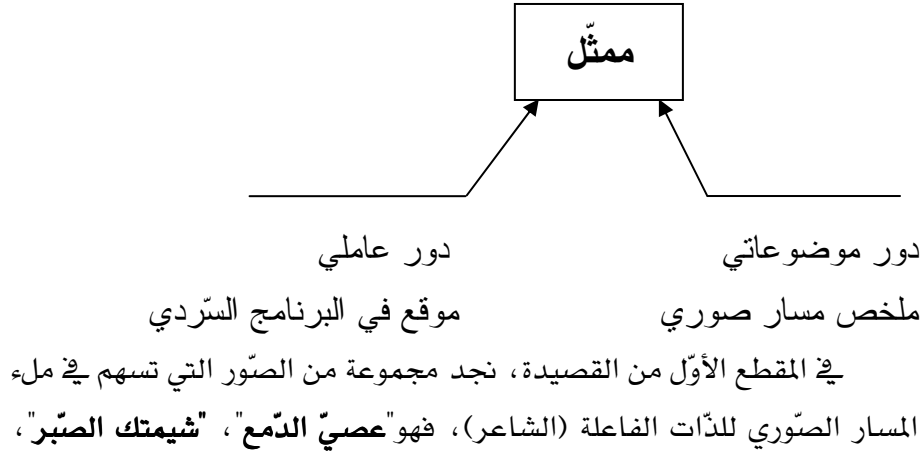 ممثّل
دور موضوعاتي دور عاملي
ملخص مسار صوري موقع في البرنامج السّردي
في المقطع الأوّل من القصيدة، نجد مجموعة من الصّور التي تسهم في ملء
المسار الصّوري للذّات الفاعلة (الشاعر)، فهو"عصيّ الدّمع"، "شيمتك الصّبر"،